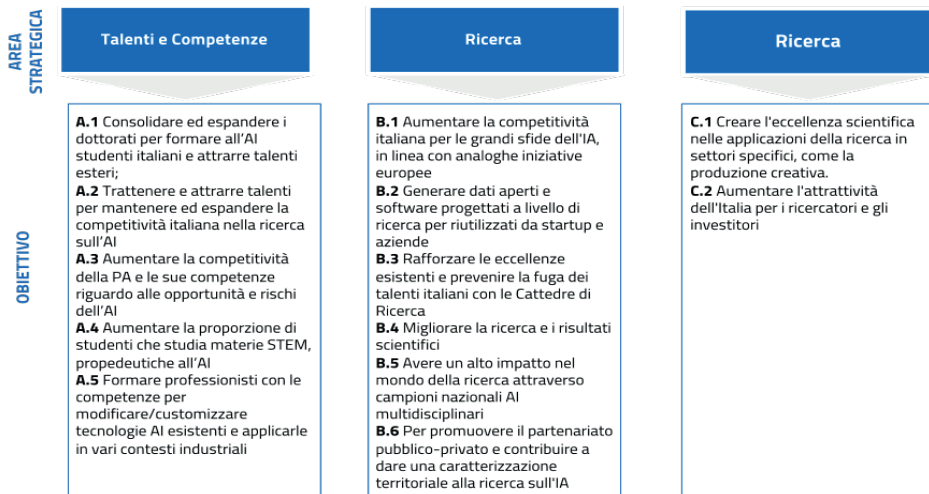 AREA
STRATEGICA
Talenti e Competenze
Ricerca
Ricerca
OBIETTIVO
A.1 Consolidare ed espandere i
dottorati per formare all’AI
studenti italiani e attrarre talenti
esteri;
A.2 Trattenere e attrarre talenti
per mantenere ed espandere la
competitività italiana nella ricerca
sull’AI
A.3 Aumentare la competitività
della PA e le sue competenze
riguardo alle opportunità e rischi
dell’AI
A.4 Aumentare la proporzione di
studenti che studia materie STEM,
propedeutiche all’AI
A.5 Formare professionisti con le
competenze per
modificare/customizzare
tecnologie AI esistenti e applicarle
in vari contesti industriali
B.1 Aumentare la competitività
italiana per le grandi sfide dell'IA,
in linea con analoghe iniziative
europee
B.2 Generare dati aperti e
software progettati a livello di
ricerca per riutilizzati da startup e
aziende
B.3 Rafforzare le eccellenze
esistenti e prevenire la fuga dei
talenti italiani con le Cattedre di
Ricerca
B.4 Migliorare la ricerca e i risultati
scientifici
B.5 Avere un alto impatto nel
mondo della ricerca attraverso
campioni nazionali AI
multidisciplinari
B.6 Per promuovere il partenariato
pubblico-privato e contribuire a
dare una caratterizzazione
territoriale alla ricerca sull'IA
C.1 Creare l'eccellenza scientifica
nelle applicazioni della ricerca in
settori specifici, come la
produzione creativa.
C.2 Aumentare l'attrattività
dell'Italia per i ricercatori e gli
investitori